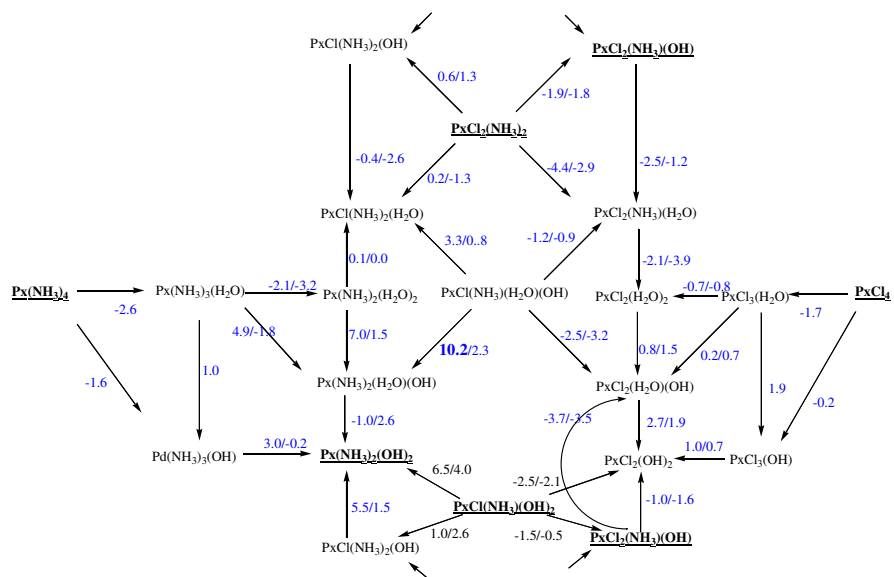 PxCl(NH₃)₂(OH)
PxCl₂(NH₃)(OH)
0.6/1.3
-1.9/-1.8
PxCl₂(NH₃)₂
-0.4/-2.6
0.2/-1.3
-4.4/-2.9
-2.5/-1.2
PxCl(NH₃)₂(H₂O)
PxCl₂(NH₃)(H₂O)
3.3/0..8
-1.2/-0.9
0.1/0.0
-2.1/-3.9
Px(NH₃)₄
-2.6
Px(NH₃)₃(H₂O)
-2.1/-3.2
Px(NH₃)₂(H₂O)₂
PxCl(NH₃)(H₂O)(OH)
PxCl₂(H₂O)₂
-0.7/-0.8
PxCl₃(H₂O)
-1.7
PxCl₄
4.9/-1.8
7.0/1.5
10.2/2.3
-2.5/-3.2
0.8/1.5
0.2/0.7
-1.6
1.0
Px(NH₃)₂(H₂O)(OH)
PxCl₂(H₂O)(OH)
1.9
-0.2
-1.0/2.6
-3.7/-3.5
2.7/1.9
Pd(NH₃)₃(OH)
3.0/-0.2
Px(NH₃)₂(OH)₂
6.5/4.0
-2.5/-2.1
PxCl₂(OH)₂
1.0/0.7
PxCl₃(OH)
5.5/1.5
PxCl(NH₃)(OH)₂
-1.0/-1.6
1.0/2.6
-1.5/-0.5
PxCl(NH₃)₂(OH)
PxCl₂(NH₃)(OH)